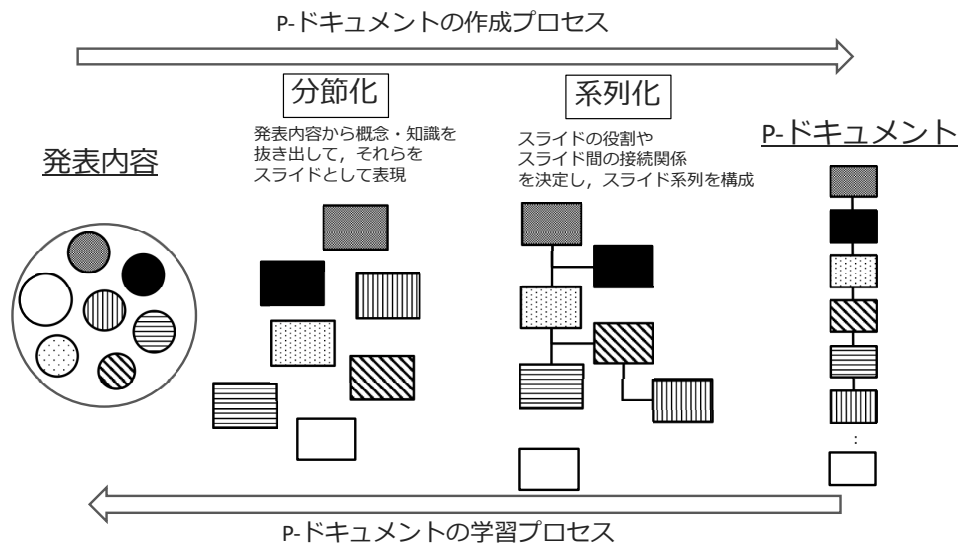 P-ドキュメントの作成プロセス
分節化
発表内容から概念・知識を
抜き出して，それらを
スライドとして表現
系列化
スライドの役割や
スライド間の接続関係
を決定し，スライド系列を構成
P-ドキュメント
発表内容
:
P-ドキュメントの学習プロセス